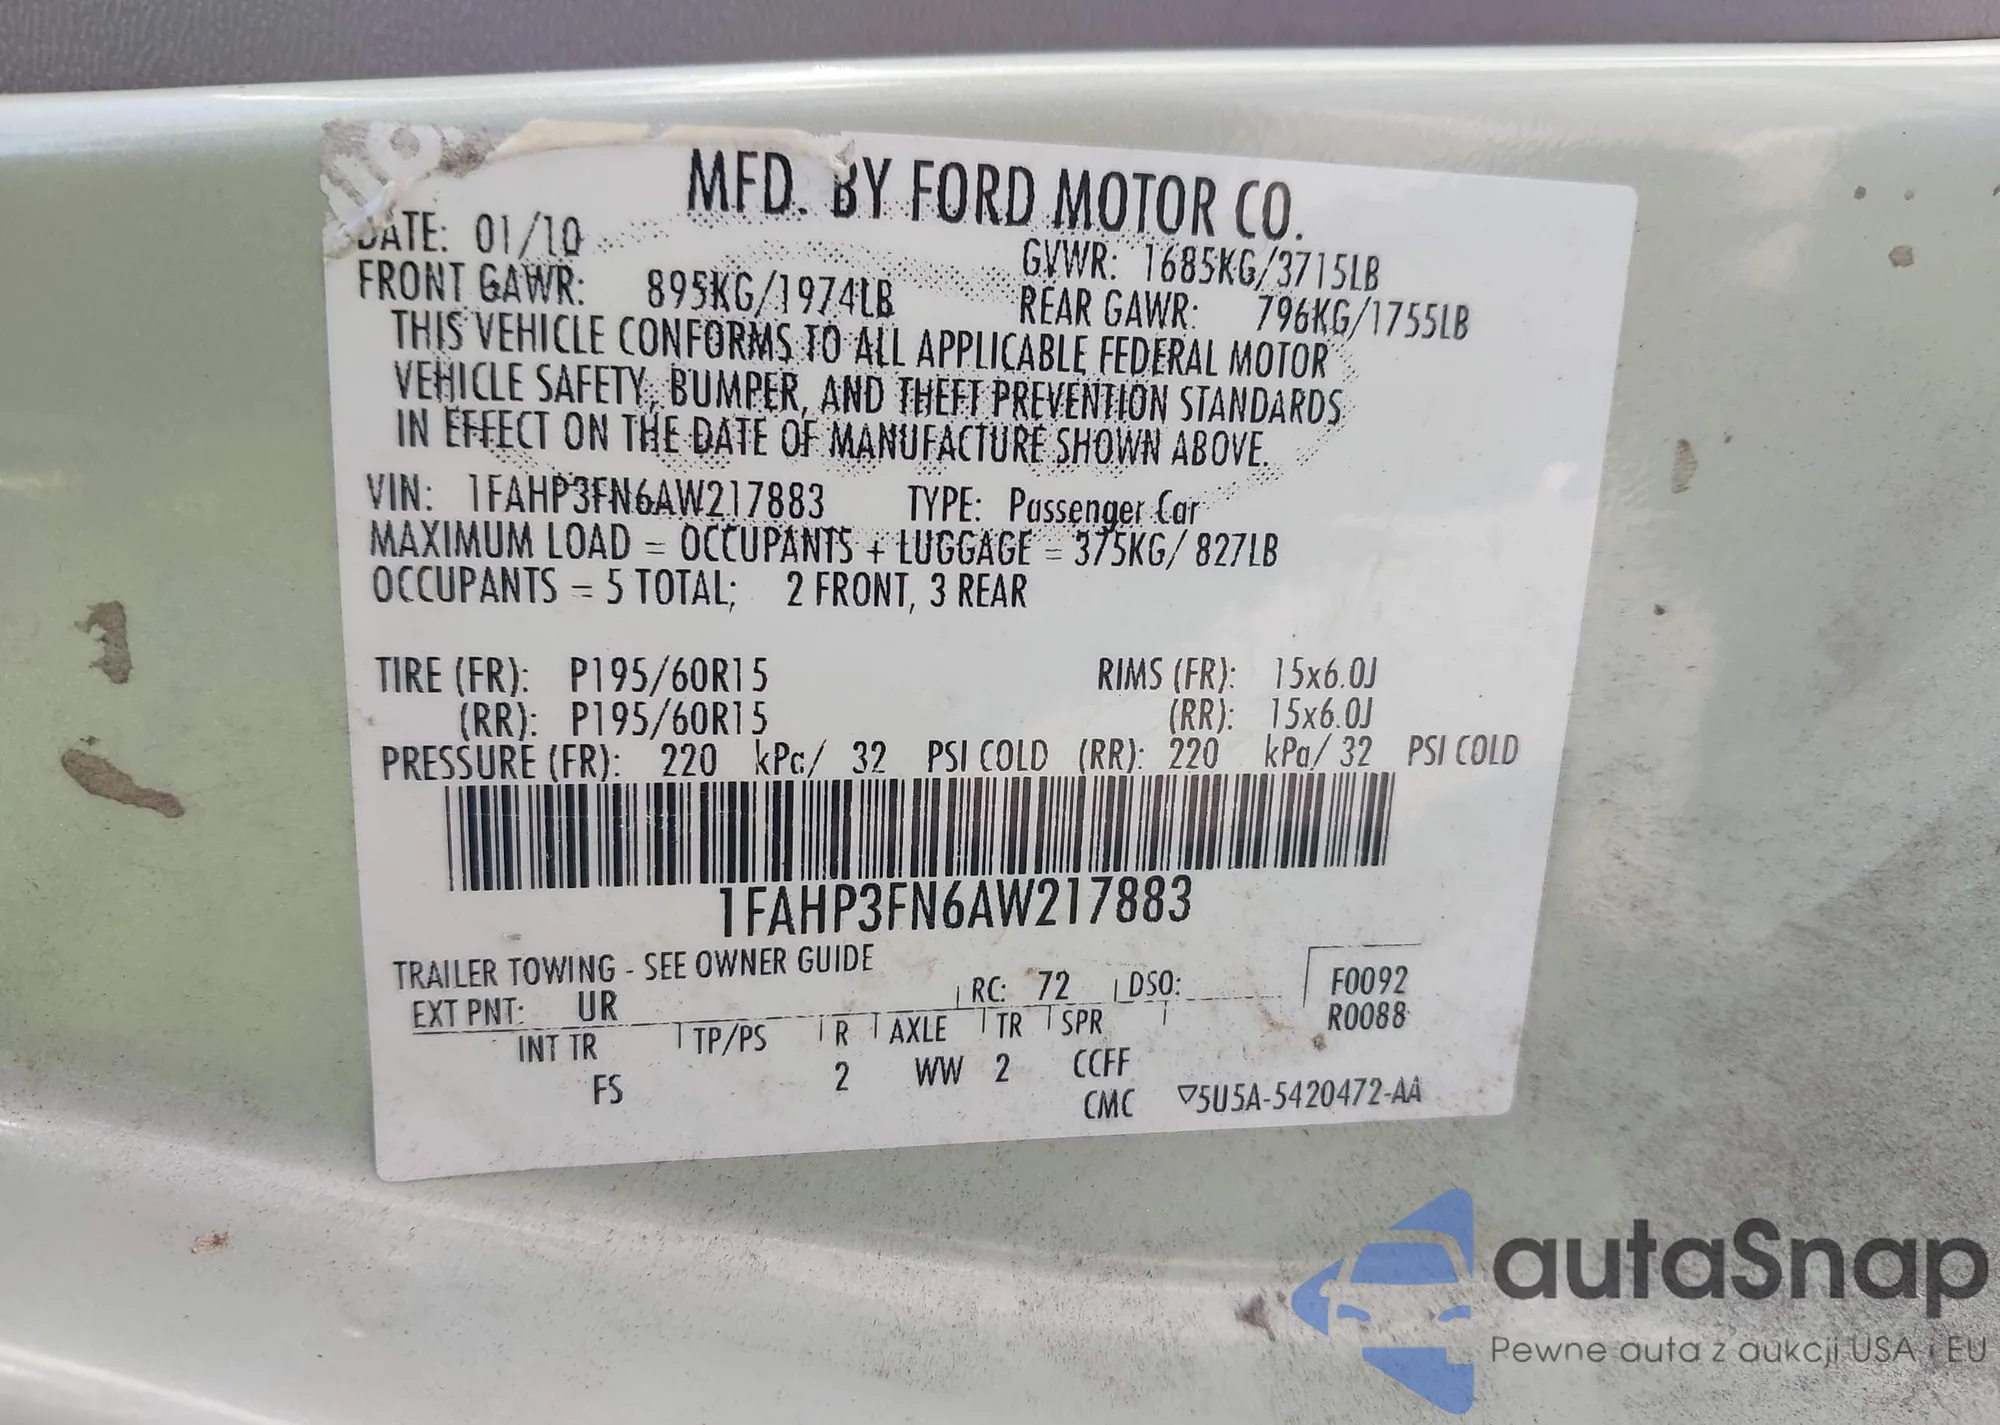 MFD. BY FORD MOTOR CO.
DATE: 01/10
GVWR: 1685KG/3715LB
FRONT GAWR: 895KG/1974LB
REAR GAWR: 796KG/1755LB
THIS VEHICLE CONFORMS TO ALL APPLICABLE FEDERAL MOTOR
VEHICLE SAFETY, BUMPER, AND THEFT PREVENTION STANDARDS
IN EFFECT ON THE DATE OF MANUFACTURE SHOWN ABOVE.
VIN: 1FAHP3FN6AW217883 TYPE: Passenger Car
MAXIMUM LOAD = OCCUPANTS + LUGGAGE = 375KG/ 827LB
OCCUPANTS = 5 TOTAL; 2 FRONT, 3 REAR
TIRE (FR): P195/60R15 RIMS (FR): 15x6.0J
(RR): P195/60R15 (RR): 15x6.0J
PRESSURE (FR): 220 kPa/ 32 PSI COLD (RR): 220 kPa/ 32 PSI COLD
1FAHP3FN6AW217883
TRAILER TOWING - SEE OWNER GUIDE
EXT PNT: UR RC: 72 DSO: F0092
R0088
INT TR TP/PS R AXLE TR SPR
FS 2 WW 2 CCFF
CMC ▽5U5A-5420472-AA
autaSnap
Pewne auta z aukcji USA i EU